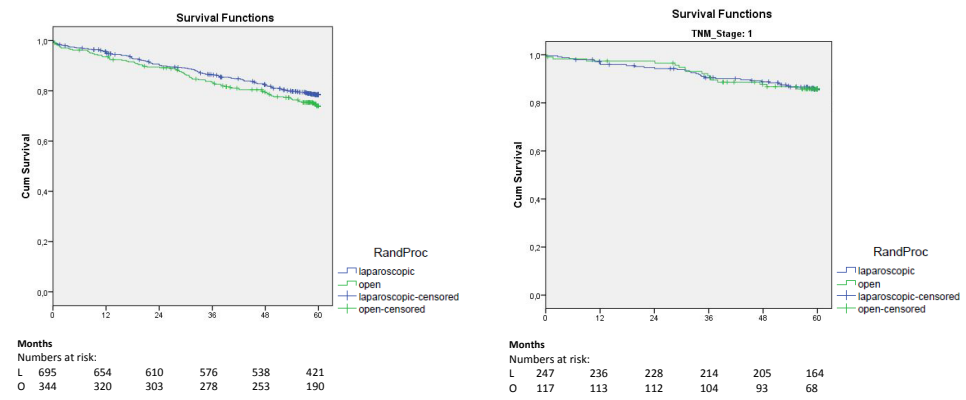 Survival Functions
1,0
0,8
0,6
0,4
0,2
0,0
Cum Survival
0 12 24 36 48 60
RandProc
laparoscopic
open
laparoscopic-censored
open-censored
Months
Numbers at risk:
L 695 654 610 576 538 421
O 344 320 303 278 253 190
Survival Functions
TNM_Stage: 1
1,0
0,8
0,6
0,4
0,2
0,0
Cum Survival
0 12 24 36 48 60
RandProc
laparoscopic
open
laparoscopic-censored
open-censored
Months
Numbers at risk:
L 247 236 228 214 205 164
O 117 113 112 104 93 68